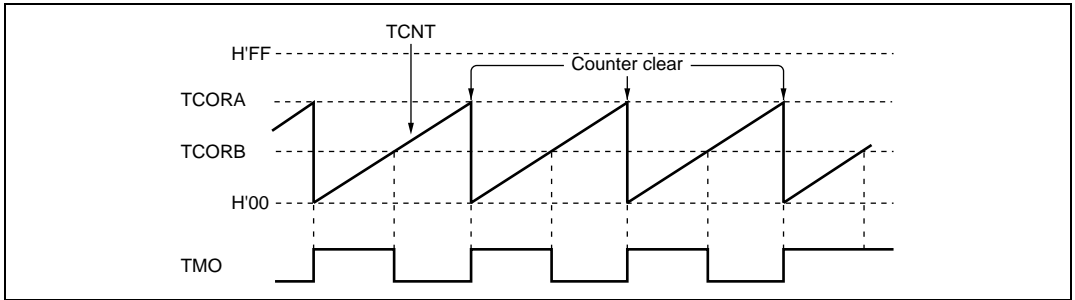 TCNT
H'FF
Counter clear
TCORA
TCORB
H'00
TMO